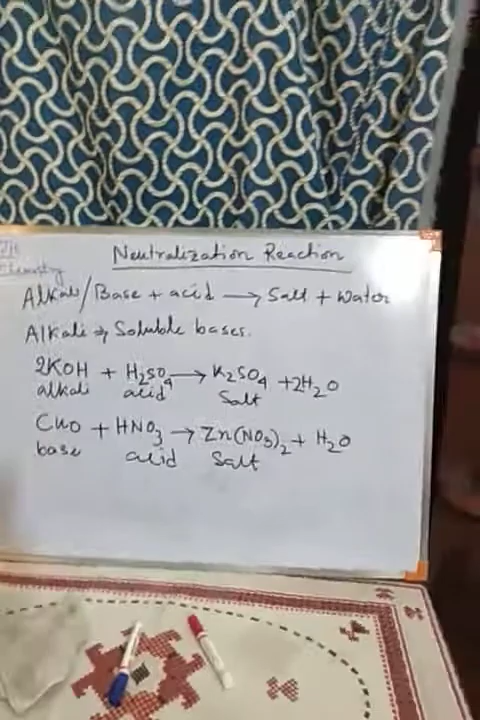 Chemistry
Neutralization Reaction
Alkali/Base + acid → Salt + Water
Alkali ⇒ Soluble bases.
2KOH + H₂SO₄ → K₂SO₄ + 2H₂O
alkali acid Salt
CuO + HNO₃ → Zn(NO₃)₂ + H₂O
base acid Salt